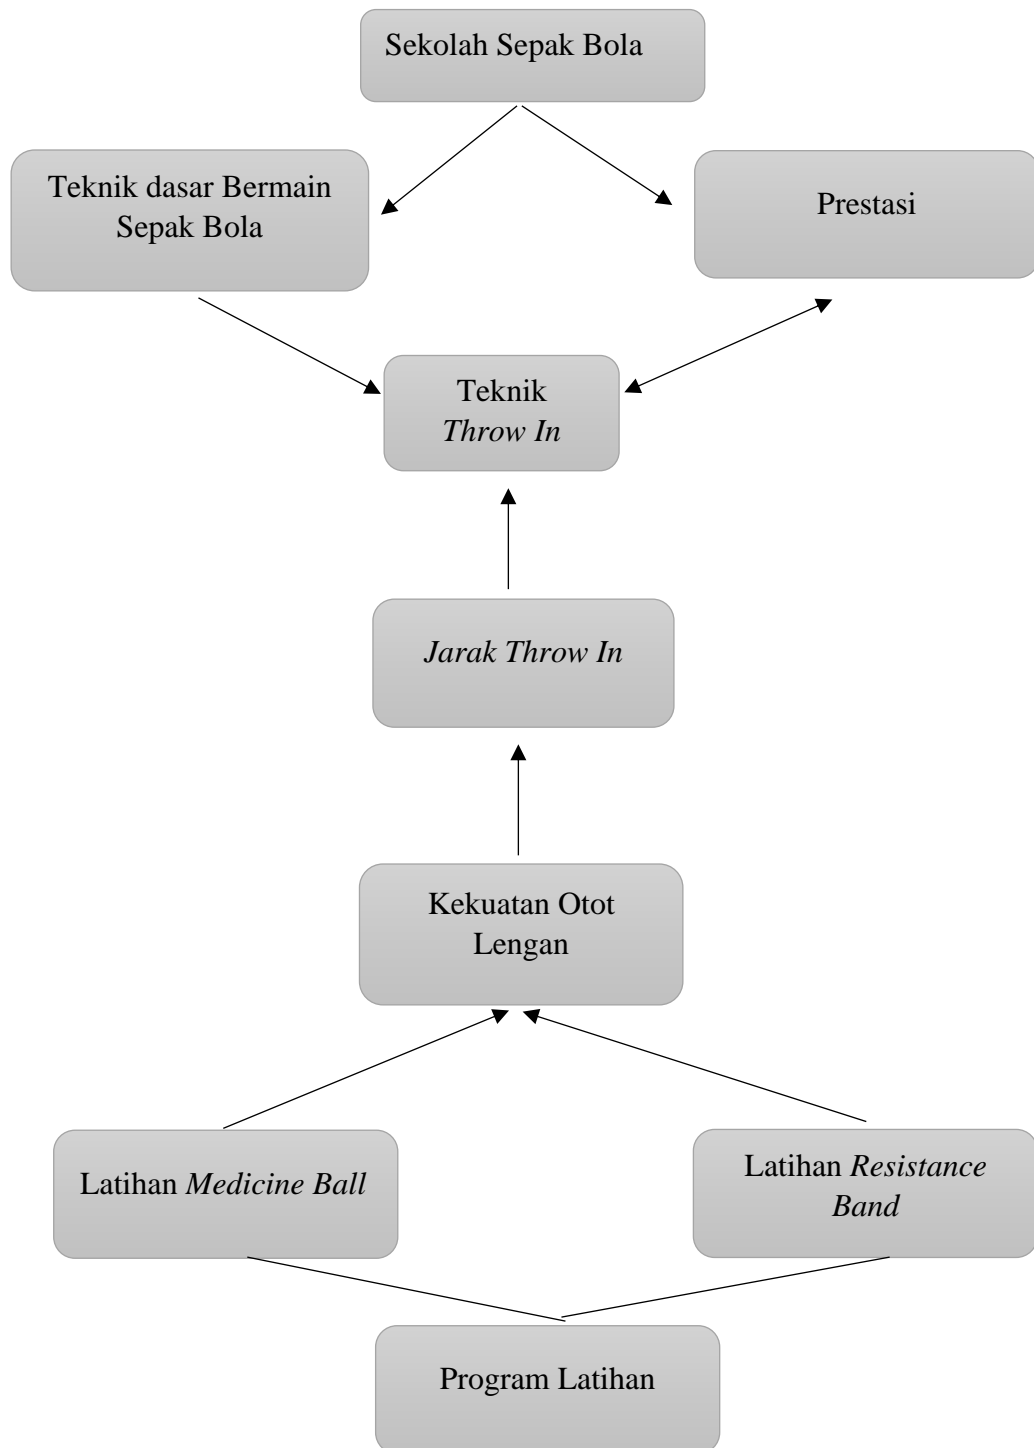 Sekolah Sepak Bola
Teknik dasar Bermain
Sepak Bola
Prestasi
Teknik
Throw In
Jarak Throw In
Kekuatan Otot
Lengan
Latihan Medicine Ball
Latihan Resistance
Band
Program Latihan